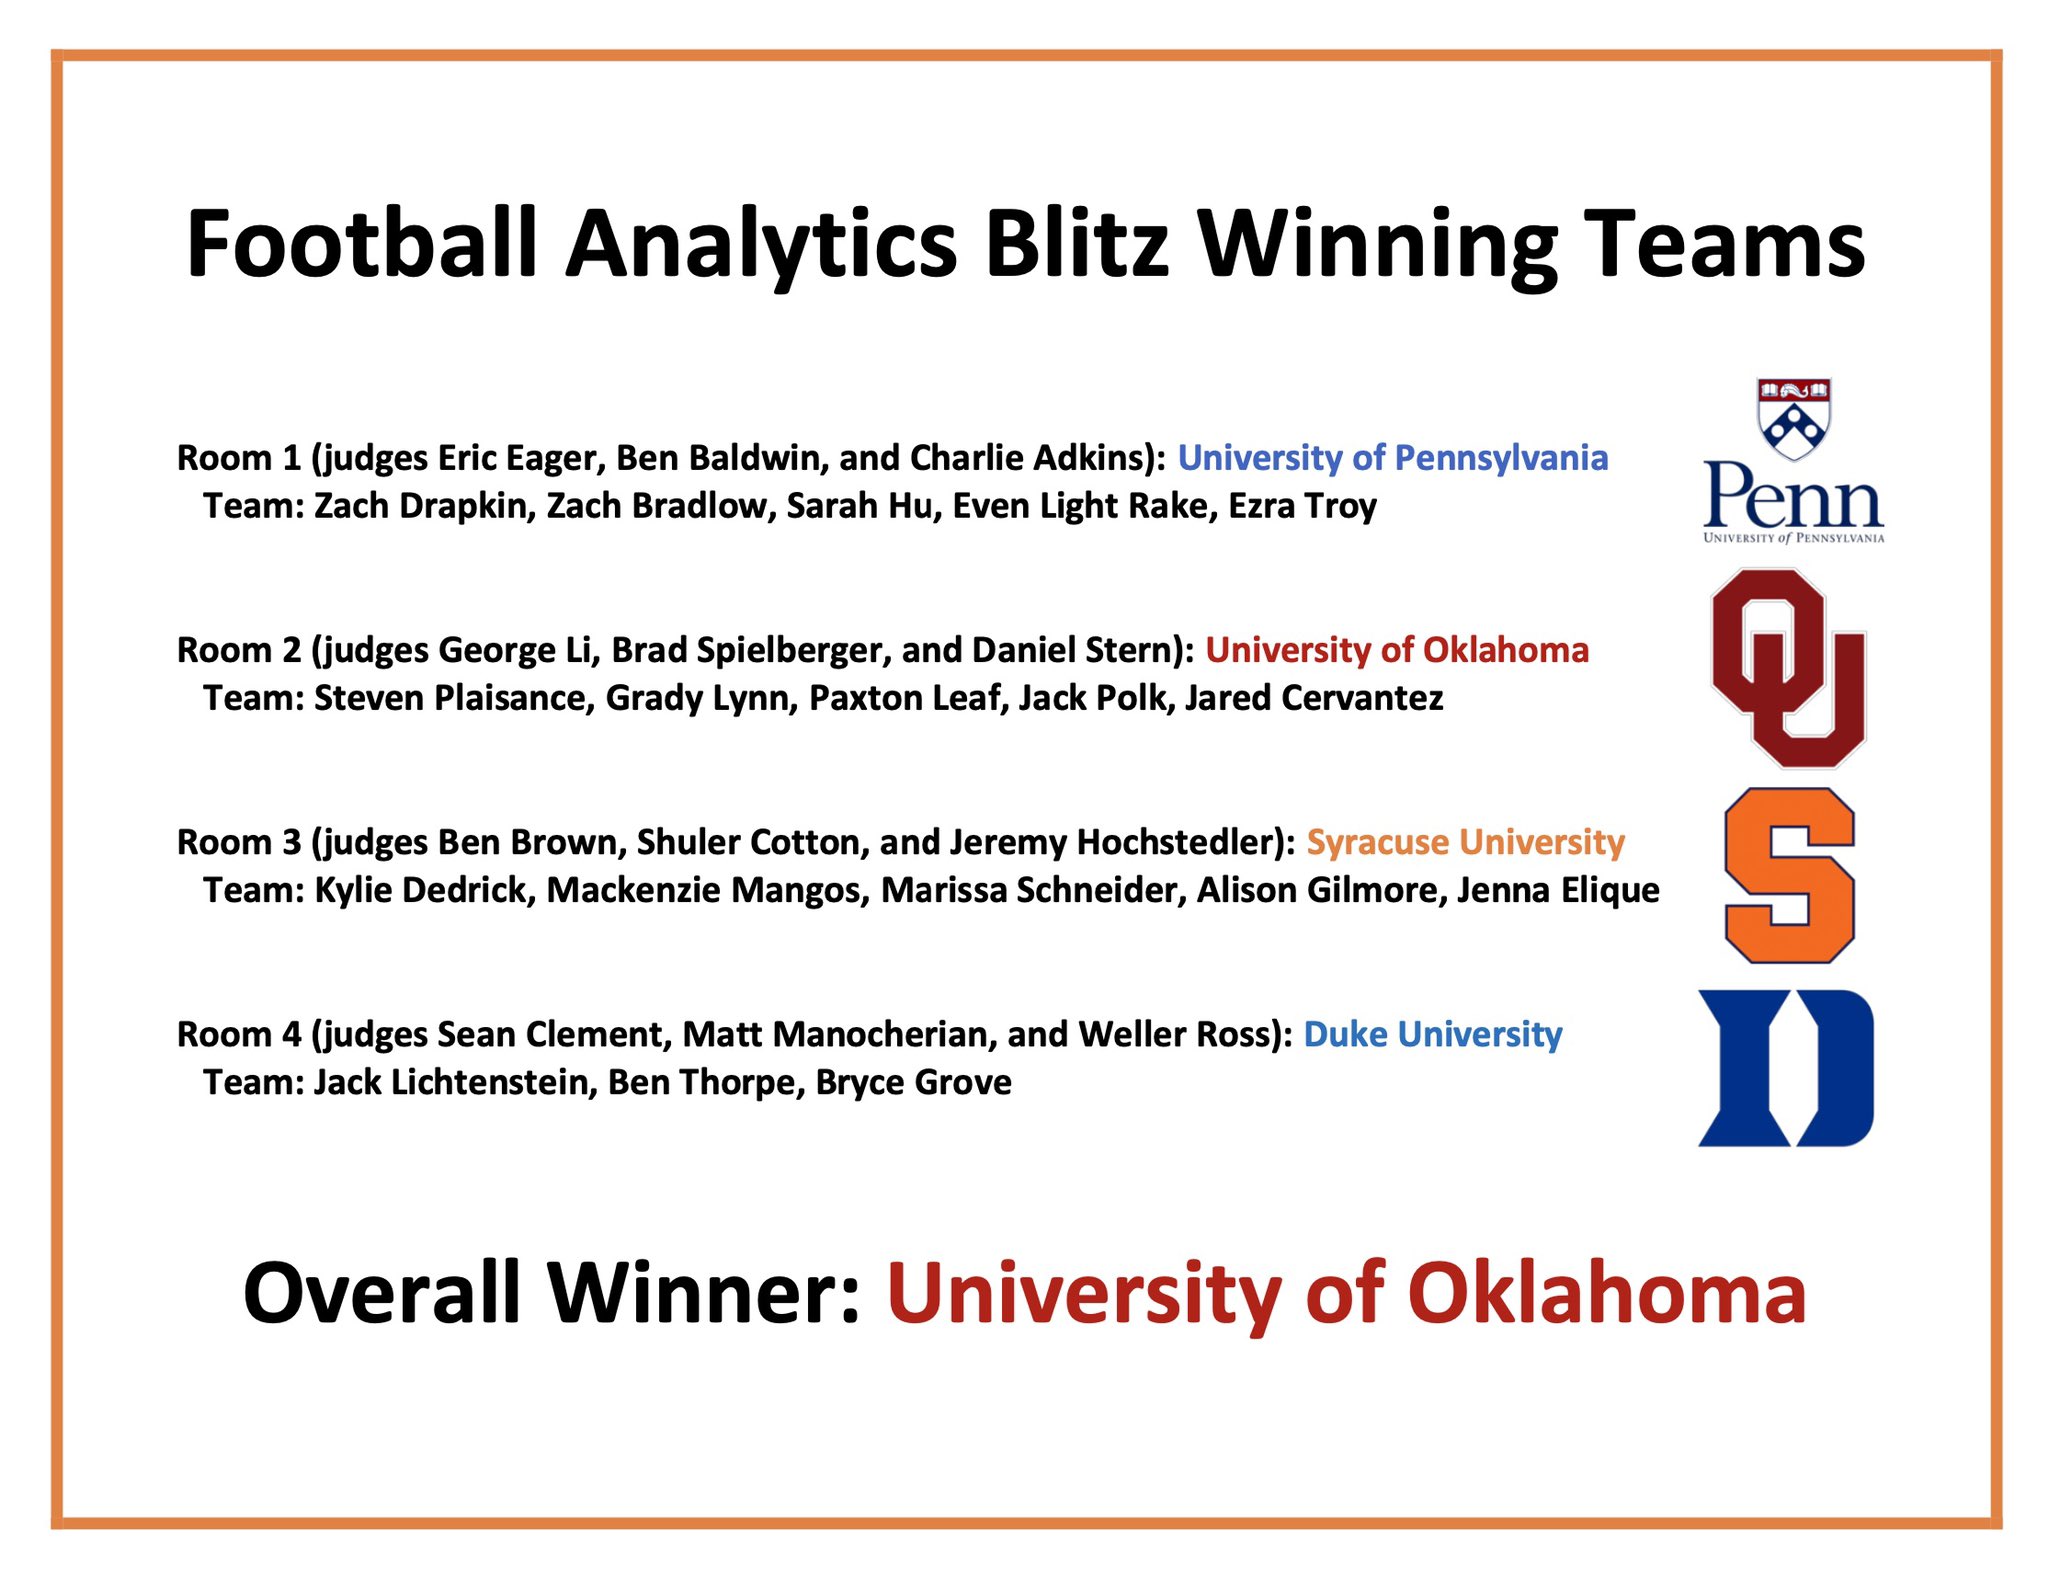 Football Analytics Blitz Winning Teams
Room 1 (judges Eric Eager, Ben Baldwin, and Charlie Adkins): University of Pennsylvania
Team: Zach Drapkin, Zach Bradlow, Sarah Hu, Even Light Rake, Ezra Troy
Penn
UNIVERSITY of PENNSYLVANIA
Room 2 (judges George Li, Brad Spielberger, and Daniel Stern): University of Oklahoma
Team: Steven Plaisance, Grady Lynn, Paxton Leaf, Jack Polk, Jared Cervantez
OU
Room 3 (judges Ben Brown, Shuler Cotton, and Jeremy Hochstedler): Syracuse University
Team: Kylie Dedrick, Mackenzie Mangos, Marissa Schneider, Alison Gilmore, Jenna Elique
S
Room 4 (judges Sean Clement, Matt Manocherian, and Weller Ross): Duke University
Team: Jack Lichtenstein, Ben Thorpe, Bryce Grove
D
Overall Winner: University of Oklahoma